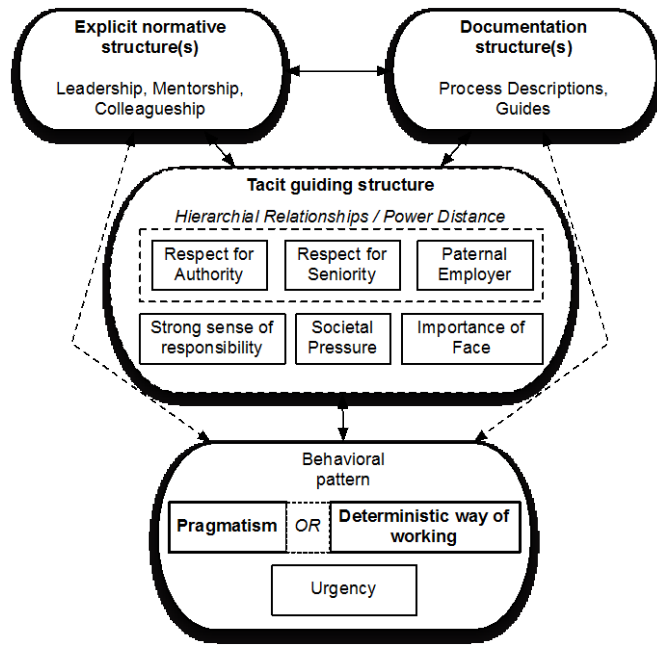 Explicit normative
structure(s)
Leadership, Mentorship,
Colleagueship
Documentation
structure(s)
Process Descriptions,
Guides
Tacit guiding structure
Hierarchial Relationships / Power Distance
Respect for
Authority
Respect for
Seniority
Paternal
Employer
Strong sense of
responsibility
Societal
Pressure
Importance of
Face
Behavioral
pattern
Pragmatism
OR
Deterministic way of
working
Urgency